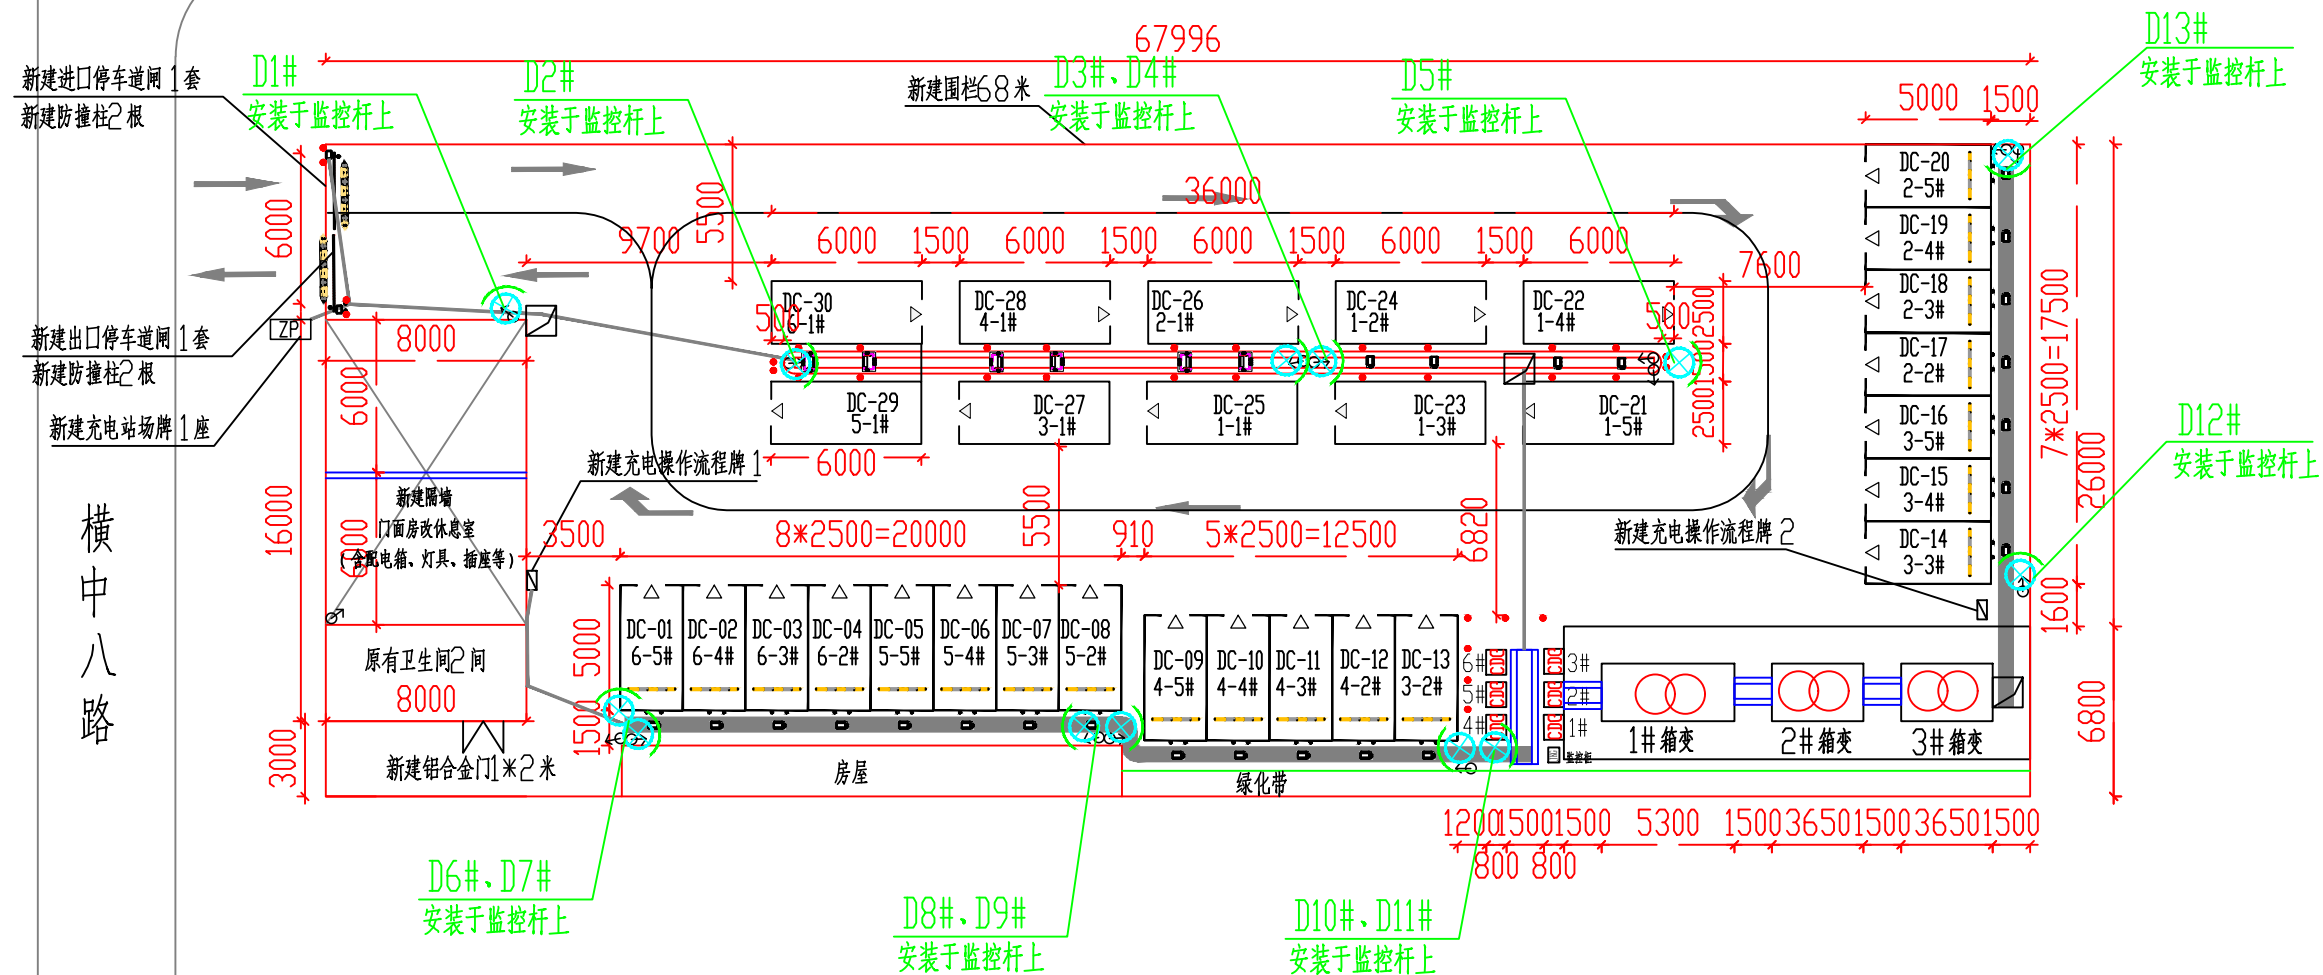 67996
D13#
安装于监控杆上
新建进口停车道闸1套
新建防撞柱2根
D1#
安装于监控杆上
D2#
安装于监控杆上
新建围栏68米
D3#、D4#
安装于监控杆上
D5#
安装于监控杆上
5000
1500
6000
5500
36000
9700
6000
1500
6000
1500
6000
1500
6000
1500
6000
7600
DC-20
2-5#
DC-19
2-4#
DC-18
2-3#
DC-17
2-2#
DC-16
3-5#
DC-15
3-4#
DC-14
3-3#
7*2500=17500
26000
1600
6800
DC-30
6-1#
DC-28
4-1#
DC-26
2-1#
DC-24
1-2#
DC-22
1-4#
500
500
2500
1500
2500
DC-29
5-1#
DC-27
3-1#
DC-25
1-1#
DC-23
1-3#
DC-21
1-5#
6000
ZP
新建出口停车道闸1套
新建防撞柱2根
新建充电站场牌1座
8000
6000
6000
16000
新建隔墙
门面房改休息室
(含配电箱、灯具、插座等)
新建充电操作流程牌1
3500
8*2500=20000
5500
910
5*2500=12500
6820
新建充电操作流程牌2
D12#
安装于监控杆上
横中八路
原有卫生间2间
8000
3000
新建铝合金门1*2米
5000
1500
DC-01
6-5#
DC-02
6-4#
DC-03
6-3#
DC-04
6-2#
DC-05
5-5#
DC-06
5-4#
DC-07
5-3#
DC-08
5-2#
DC-09
4-5#
DC-10
4-4#
DC-11
4-3#
DC-12
4-2#
DC-13
3-2#
6#
CDG
5#
CDG
4#
CDG
CDG
3#
CDG
2#
CDG
1#
监控柜
1#箱变
2#箱变
3#箱变
房屋
绿化带
1200
1500
1500
5300
1500
3650
1500
3650
1500
800
800
D6#、D7#
安装于监控杆上
D8#、D9#
安装于监控杆上
D10#、D11#
安装于监控杆上